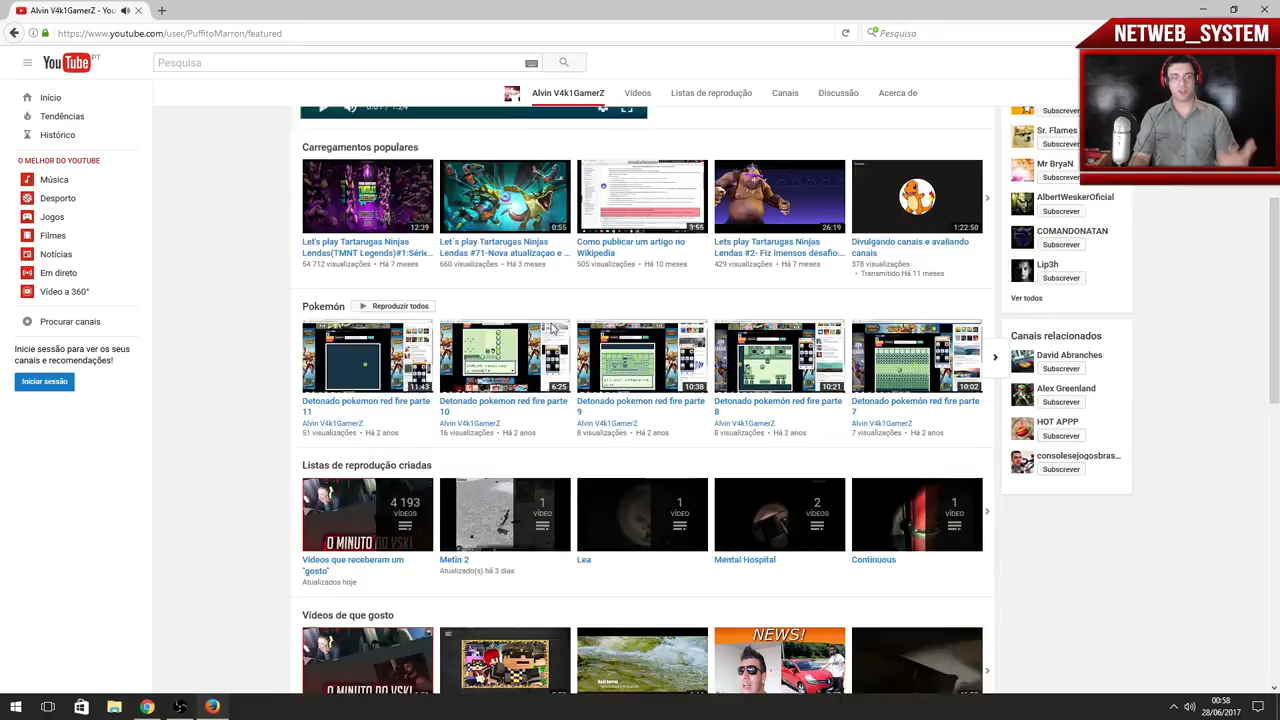 Alvin V4k1GamerZ - You
https://www.youtube.com/user/PuffitoMarron/featured
Pesquisa
NETWEB_SYSTEM
YouTube PT
Pesquisa
Alvin V4k1GamerZ
Vídeos
Listas de reprodução
Canais
Discussão
Acerca de
Início
Tendências
Histórico
O MELHOR DO YOUTUBE
Música
Desporto
Jogos
Filmes
Notícias
Em direto
Vídeo a 360°
Procurar canais
Inicie sessão para ver os seus
canais e recomendações!
Iniciar sessão
Carregamentos populares
12:39
0:55
3:55
26:19
1:22:50
Let's play Tartarugas Ninjas
Lendas(TMNT Legends)#1:Série...
54 712 visualizações • Há 7 meses
Let´s play Tartarugas Ninjas
Lendas #71-Nova atualizaçao e ...
660 visualizações • Há 3 meses
Como publicar um artigo no
Wikipedia
505 visualizações • Há 10 meses
Lets play Tartarugas Ninjas
Lendas #2- Fiz imensos desafio...
429 visualizações • Há 7 meses
Divulgando canais e avaliando
canais
378 visualizações
• Transmitido Há 11 meses
Pokemón
Reproduzir todos
11:43
6:25
10:38
10:21
10:02
Detonado pokemon red fire parte
11
Alvin V4k1GamerZ
51 visualizações • Há 2 anos
Detonado pokemon red fire parte
10
Alvin V4k1GamerZ
16 visualizações • Há 2 anos
Detonado pokemon red fire parte
9
Alvin V4k1GamerZ
8 visualizações • Há 2 anos
Detonado pokemón red fire parte
8
Alvin V4k1GamerZ
8 visualizações • Há 2 anos
Detonado pokemón red fire parte
7
Alvin V4k1GamerZ
7 visualizações • Há 2 anos
Listas de reprodução criadas
4 193
VÍDEOS
O MINUTO DO VSKI
1
VÍDEO
1
VÍDEO
2
VÍDEOS
1
VÍDEO
Vídeos que receberam um
"gosto"
Atualizados hoje
Metin 2
Atualizado(s) há 3 dias
Lea
Mental Hospital
Continuous
Vídeos de que gosto
O MINUTO DO VSKI
NEWS!
Subscrever
Sr. Flames
Subscrever
Mr BryaN
Subscrever
AlbertWeskerOficial
Subscrever
COMANDONATAN
Subscrever
Lip3h
Subscrever
Ver todos
Canais relacionados
David Abranches
Subscrever
Alex Greenland
Subscrever
HOT APPP
Subscrever
consolesejogosbras...
Subscrever
00:58
28/06/2017